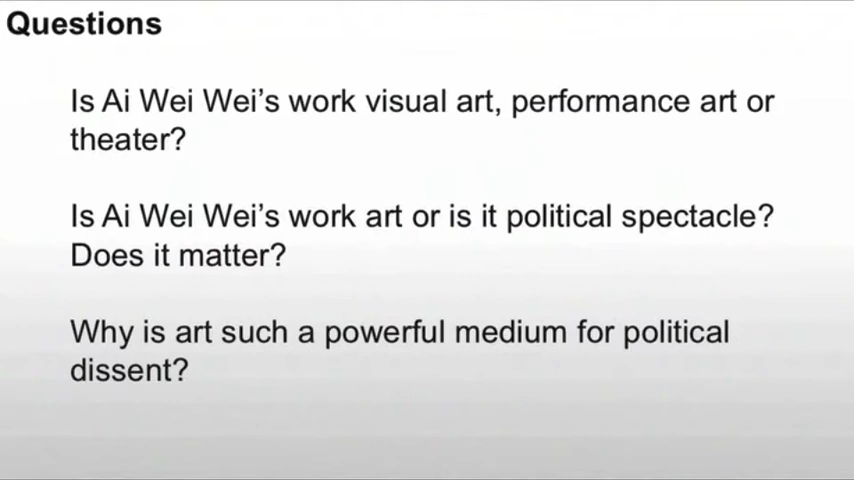 Questions
Is Ai Wei Wei’s work visual art, performance art or
theater?
Is Ai Wei Wei’s work art or is it political spectacle?
Does it matter?
Why is art such a powerful medium for political
dissent?